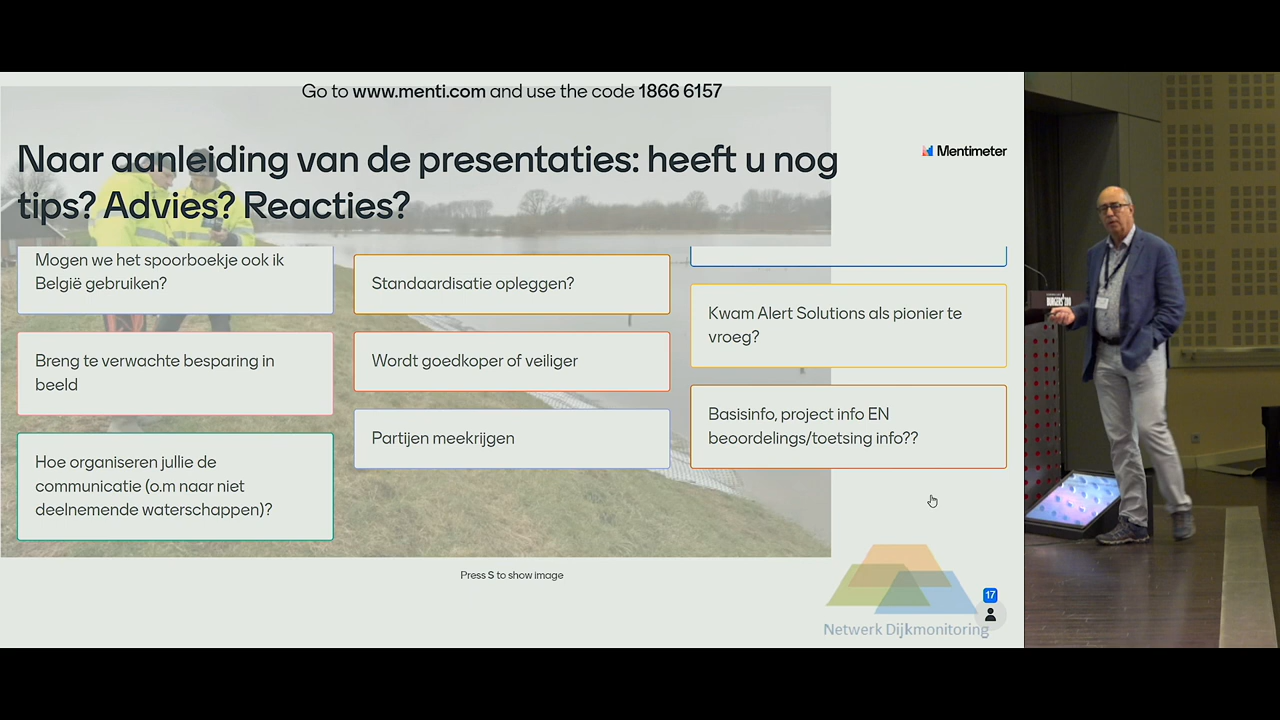 Go to www.menti.com and use the code 1866 6157
Naar aanleiding van de presentaties: heeft u nog
tips? Advies? Reacties?
Mentimeter
Mogen we het spoorboekje ook ik
België gebruiken?
Breng te verwachte besparing in
beeld
Hoe organiseren jullie de
communicatie (o.m naar niet
deelnemende waterschappen)?
Standaardisatie opleggen?
Wordt goedkoper of veiliger
Partijen meekrijgen
Kwam Alert Solutions als pionier te
vroeg?
Basisinfo, project info EN
beoordelings/toetsing info??
Press S to show image
17
Netwerk Dijkmonitoring
BURGERS' ZOO